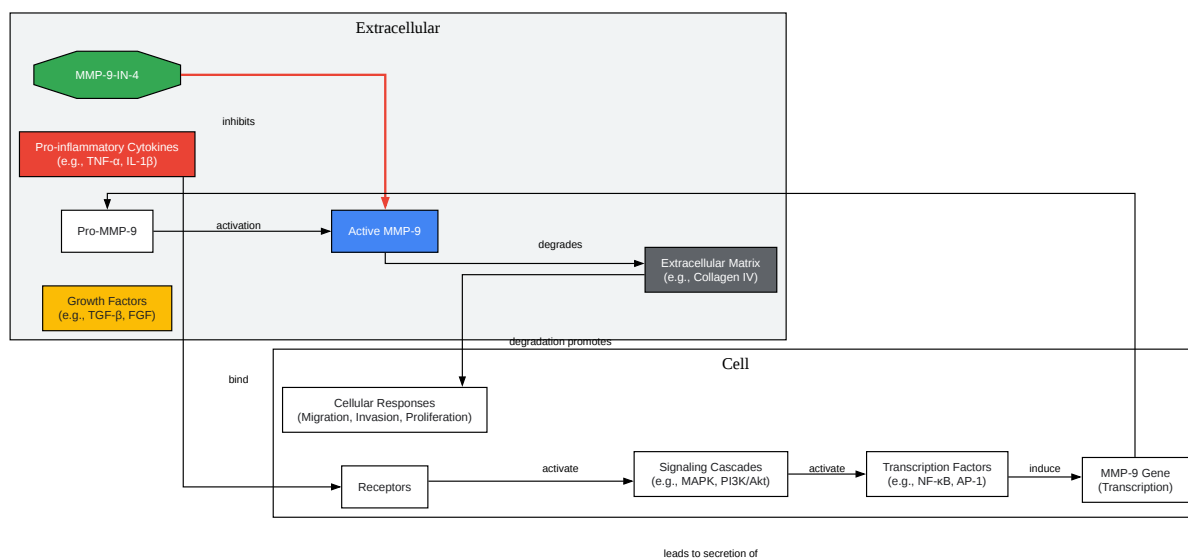 Extracellular
MMP-9-IN-4
inhibits
Pro-inflammatory Cytokines
(e.g., TNF-α, IL-1β)
Pro-MMP-9
activation
Active MMP-9
degrades
Extracellular Matrix
(e.g., Collagen IV)
Growth Factors
(e.g., TGF-β, FGF)
degradation promotes
Cell
bind
Cellular Responses
(Migration, Invasion, Proliferation)
Receptors
activate
Signaling Cascades
(e.g., MAPK, PI3K/Akt)
activate
Transcription Factors
(e.g., NF-κB, AP-1)
induce
MMP-9 Gene
(Transcription)
leads to secretion of